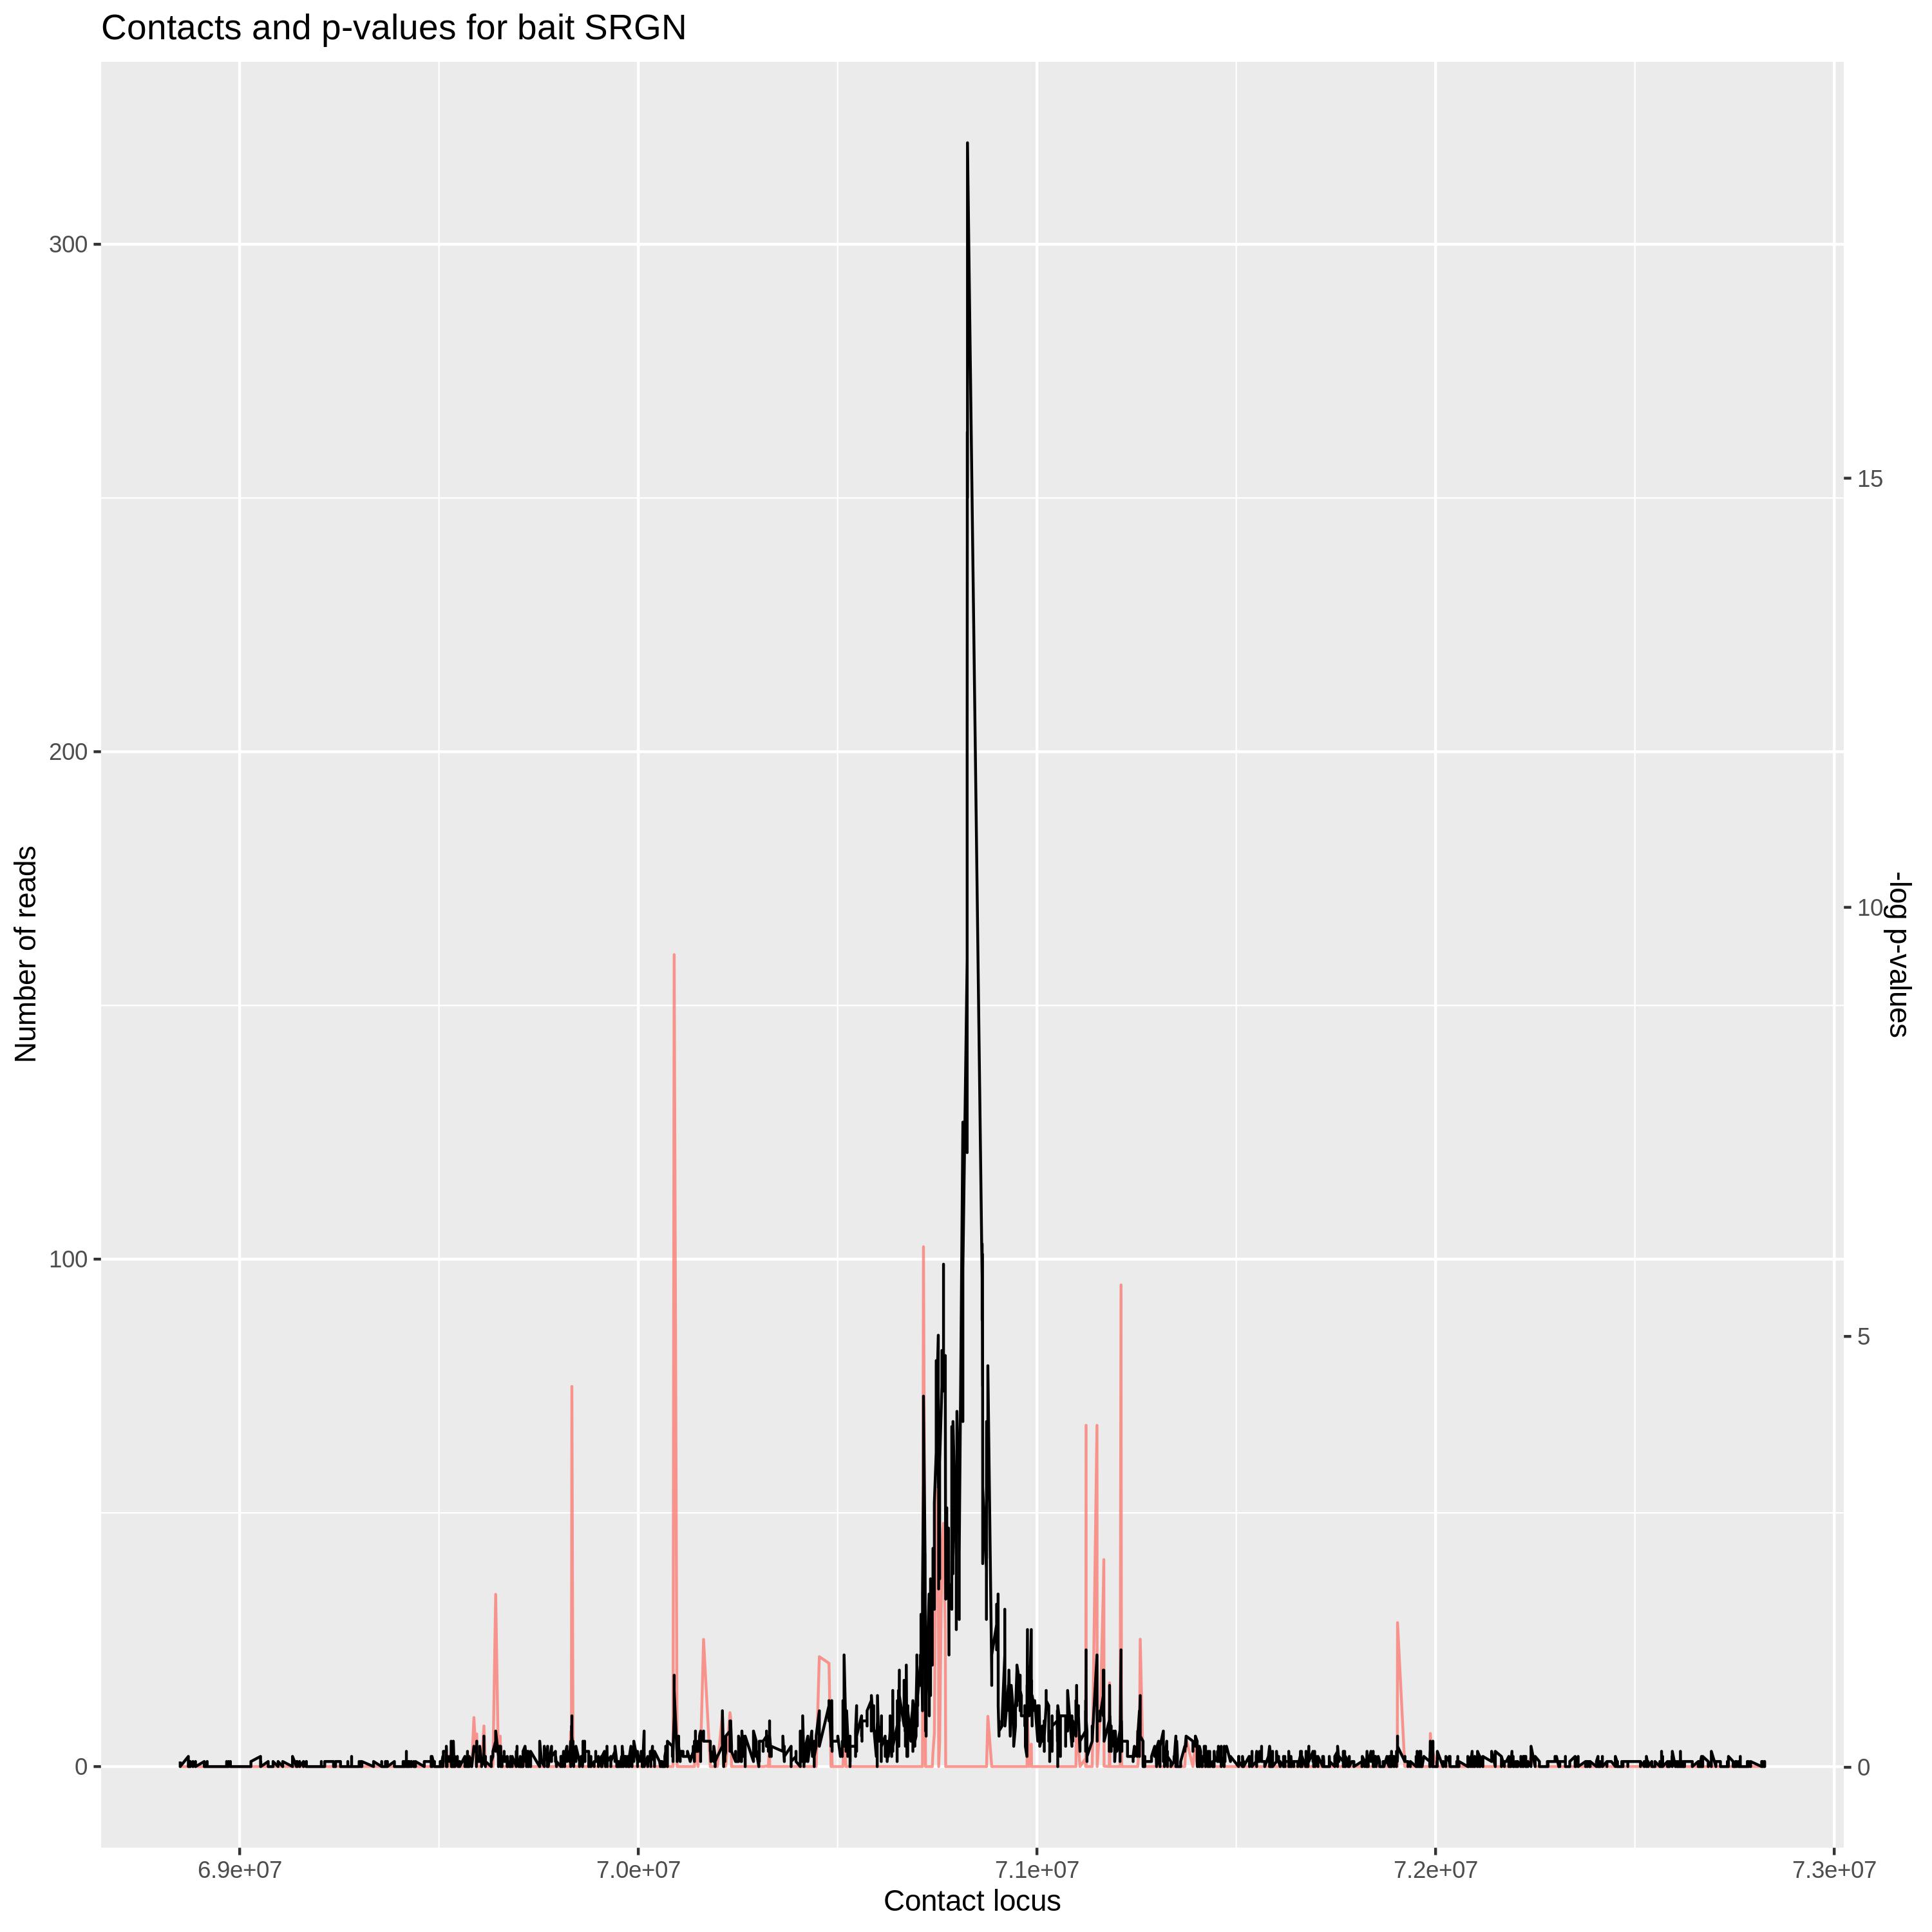 Contacts and p-values for bait SRGN
300
200
100
0
Number of reads
15
10
5
0
-log p-values
6.9e+07
7.0e+07
7.1e+07
7.2e+07
7.3e+07
Contact locus